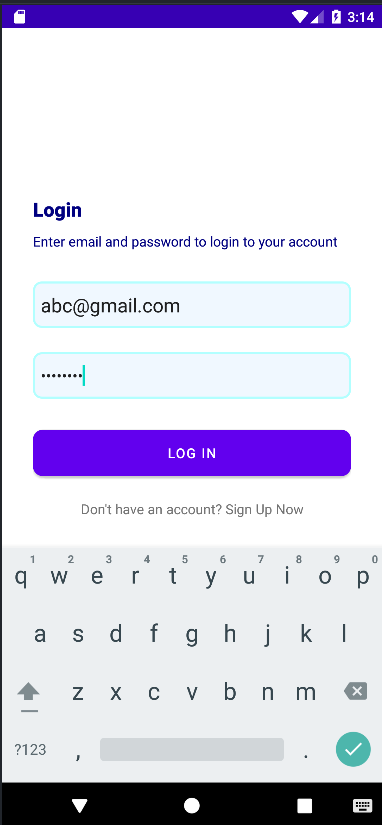 3:14
Login
Enter email and password to login to your account
abc@gmail.com
••••••••
LOG IN
Don't have an account? Sign Up Now
1 2 3 4 5 6 7 8 9 0
q w e r t y u i o p
a s d f g h j k l
z x c v b n m
?123 , .